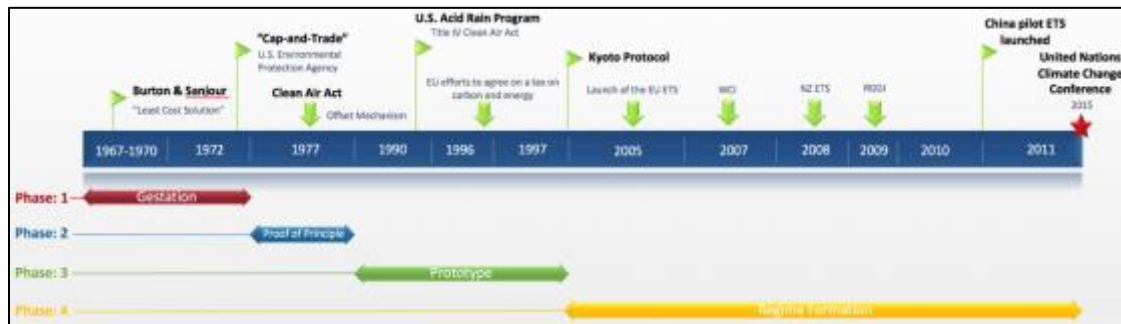 U.S. Acid Rain Program
Title IV Clean Air Act
China pilot ETS
launched
"Cap-and-Trade"
U.S. Environmental
Protection Agency
Kyoto Protocol
United Nations
Climate Change
Conference
2015
Burton & Sanjour
"Least Cost Solution"
Clean Air Act
Offset Mechanism
EU efforts to agree on a tax on
carbon and energy
Launch of the EU ETS
WCI
NZ ETS
RGGI
1967-1970
1972
1977
1990
1996
1997
2005
2007
2008
2009
2010
2011
Phase: 1
Gestation
Phase: 2
Proof of Principle
Phase: 3
Prototype
Phase: 4
Regime Formation